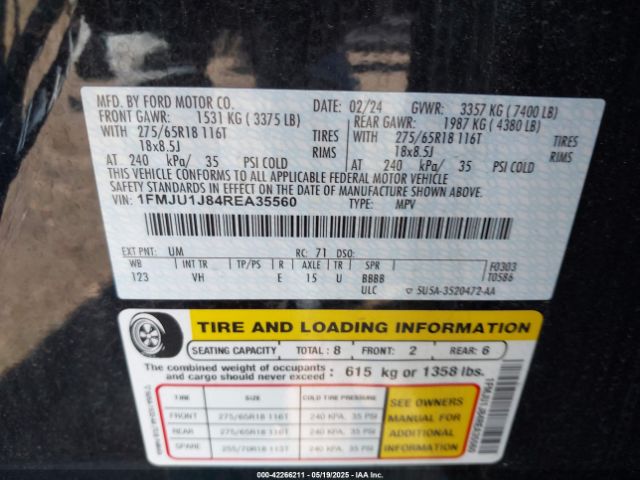 MFD. BY FORD MOTOR CO. DATE: 02/24 GVWR: 3357 KG ( 7400 LB)
FRONT GAWR: 1531 KG ( 3375 LB) REAR GAWR: 1987 KG ( 4380 LB)
WITH 275/65R18 116T TIRES WITH 275/65R18 116T TIRES
18x8.5J RIMS 18x8.5J RIMS
AT 240 kPa/ 35 PSI COLD AT 240 kPa/ 35 PSI COLD
THIS VEHICLE CONFORMS TO ALL APPLICABLE FEDERAL MOTOR VEHICLE
SAFETY STANDARDS IN EFFECT ON THE DATE OF MANUFACTURE SHOWN ABOVE.
VIN: 1FMJU1J84REA35560 TYPE: MPV
EXT PNT: UM RC: 71 DSO:
WB INT TR TP/PS R AXLE TR SPR F0303
123 VH E 15 U BBBB T0586
ULC 5U5A-3520472-AA
TIRE AND LOADING INFORMATION
SEATING CAPACITY TOTAL : 8 FRONT: 2 REAR: 6
The combined weight of occupants and cargo should never exceed : 615 kg or 1358 lbs.
TIRE SIZE COLD TIRE PRESSURE
FRONT 275/65R18 116T 240 KPA, 35 PSI
REAR 275/65R18 116T 240 KPA, 35 PSI
SPARE 255/70R18 113T 240 KPA, 35 PSI
SEE OWNERS
MANUAL FOR
ADDITIONAL
INFORMATION
1FMJU1J84REA35560
000-42266211 - 05/19/2025 - © IAA, Inc.